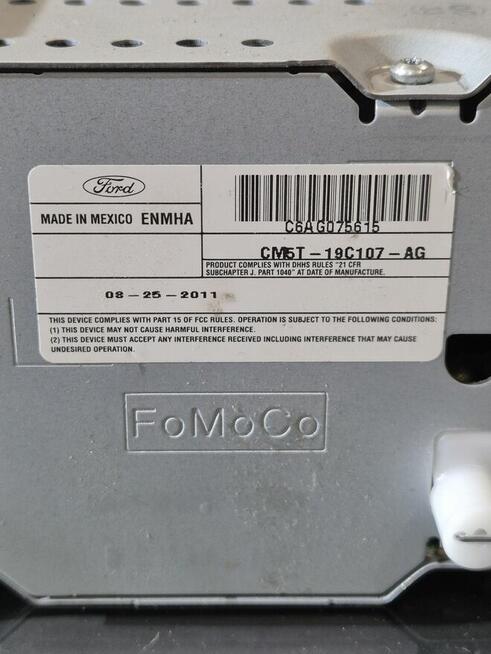 Ford
MADE IN MEXICO ENMHA
C6AG075615
CM5T-19C107-AG
PRODUCT COMPLIES WITH DHHS RULES "21 CFR
SUBCHAPTER J. PART 1040" AT DATE OF MANUFACTURE.
08-25-2011
THIS DEVICE COMPLIES WITH PART 15 OF FCC RULES. OPERATION IS SUBJECT TO THE FOLLOWING CONDITIONS:
(1) THIS DEVICE MAY NOT CAUSE HARMFUL INTERFERENCE.
(2) THIS DEVICE MUST ACCEPT ANY INTERFERENCE RECEIVED INCLUDING INTERFERENCE THAT MAY CAUSE
UNDESIRED OPERATION.
FoMoCo